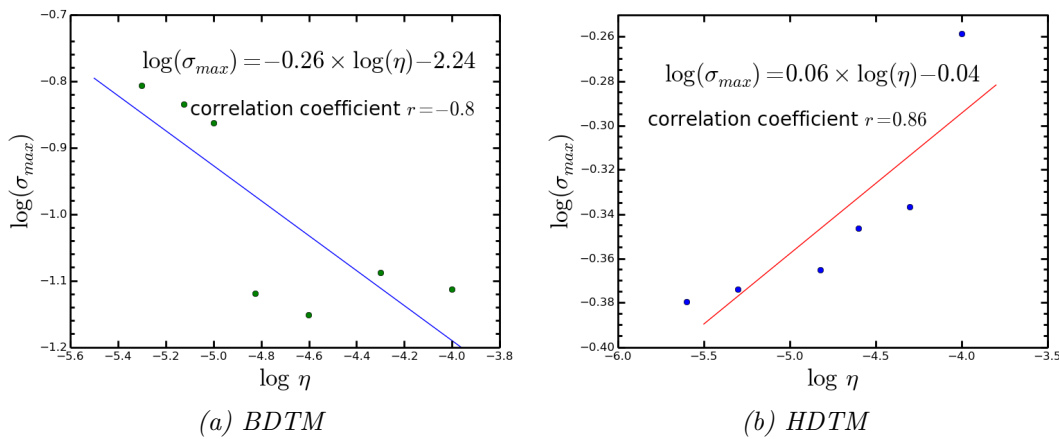 −0.7
−0.8
−0.9
−1.0
−1.1
−1.2
log(σmax)
log(σmax)=−0.26 × log(η)−2.24
correlation coefficient r=−0.8
−5.6 −5.4 −5.2 −5.0 −4.8 −4.6 −4.4 −4.2 −4.0 −3.8
log η
(a) BDTM
−0.26
−0.28
−0.30
−0.32
−0.34
−0.36
−0.38
−0.40
log(σmax)
log(σmax)=0.06 × log(η)−0.04
correlation coefficient r=0.86
−6.0 −5.5 −5.0 −4.5 −4.0 −3.5
log η
(b) HDTM